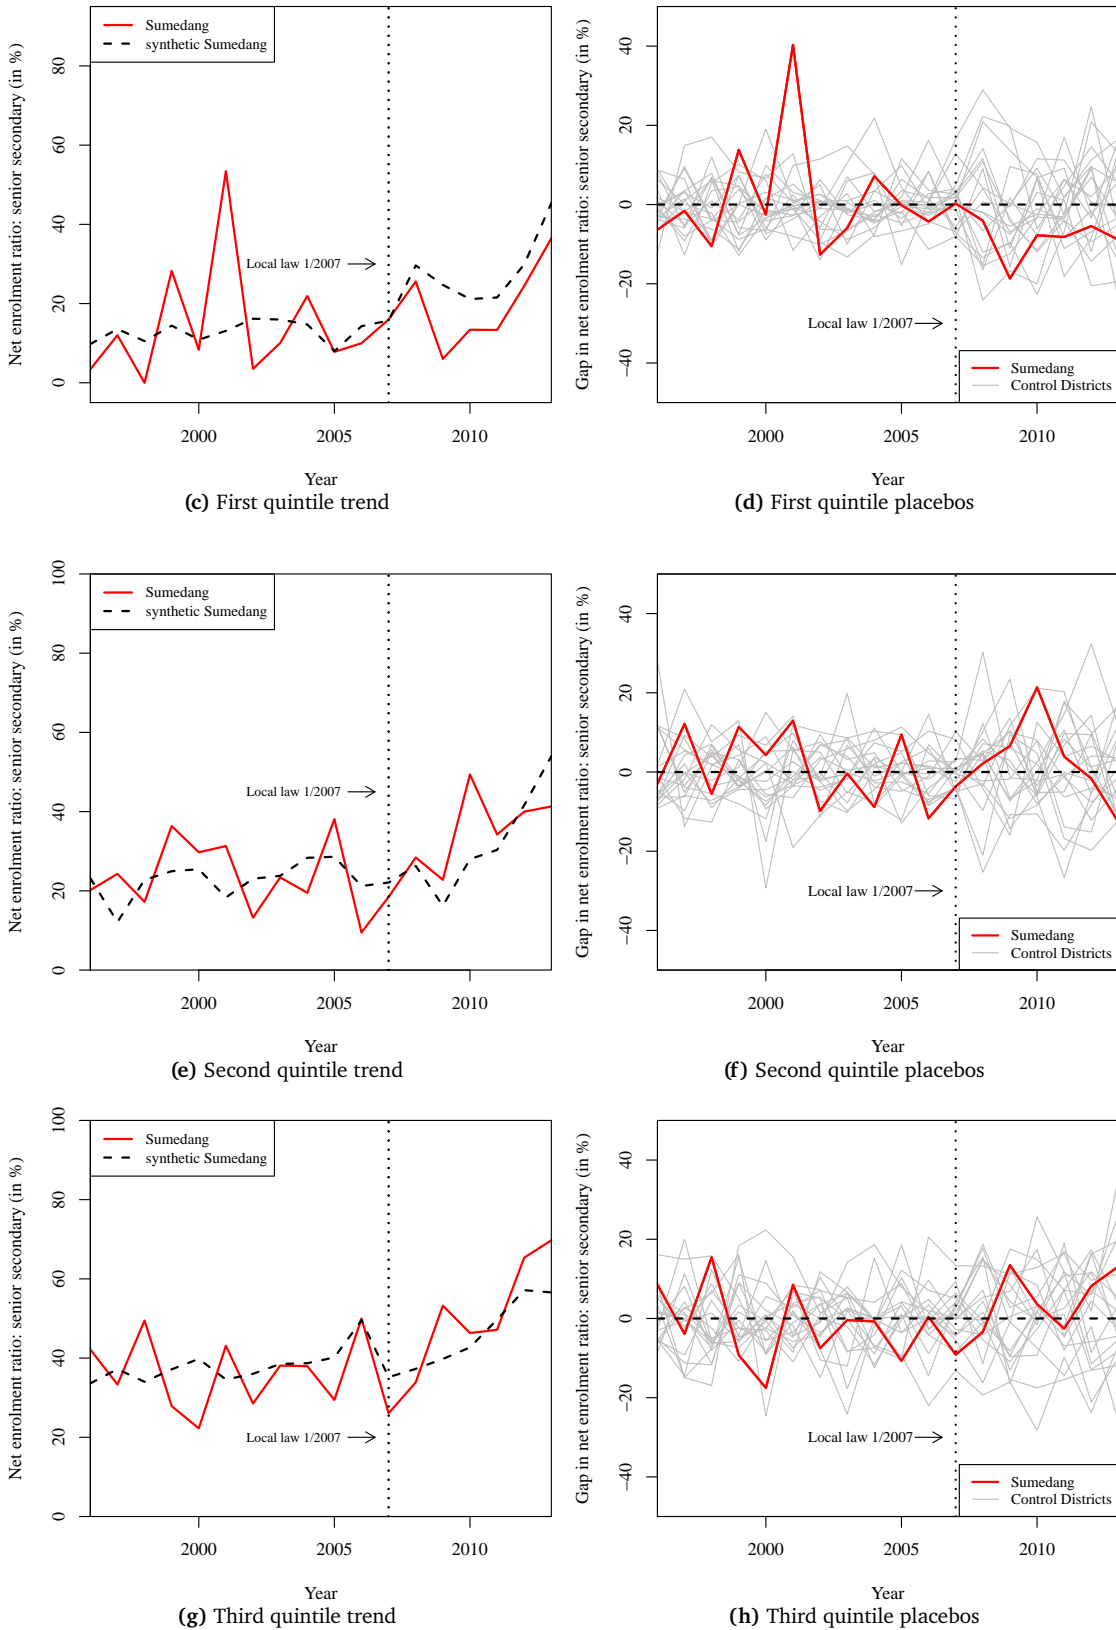 Net enrolment ratio: senior secondary (in %)
0 20 40 60 80
Sumedang
synthetic Sumedang
Local law 1/2007
2000 2005 2010
Year
(c) First quintile trend
Gap in net enrolment ratio: senior secondary (in %)
−40 −20 0 20 40
Local law 1/2007
Sumedang
Control Districts
2000 2005 2010
Year
(d) First quintile placebos
Net enrolment ratio: senior secondary (in %)
0 20 40 60 80 100
Sumedang
synthetic Sumedang
Local law 1/2007
2000 2005 2010
Year
(e) Second quintile trend
Gap in net enrolment ratio: senior secondary (in %)
−40 −20 0 20 40
Local law 1/2007
Sumedang
Control Districts
2000 2005 2010
Year
(f) Second quintile placebos
Net enrolment ratio: senior secondary (in %)
0 20 40 60 80 100
Sumedang
synthetic Sumedang
Local law 1/2007
2000 2005 2010
Year
(g) Third quintile trend
Gap in net enrolment ratio: senior secondary (in %)
−40 −20 0 20 40
Local law 1/2007
Sumedang
Control Districts
2000 2005 2010
Year
(h) Third quintile placebos